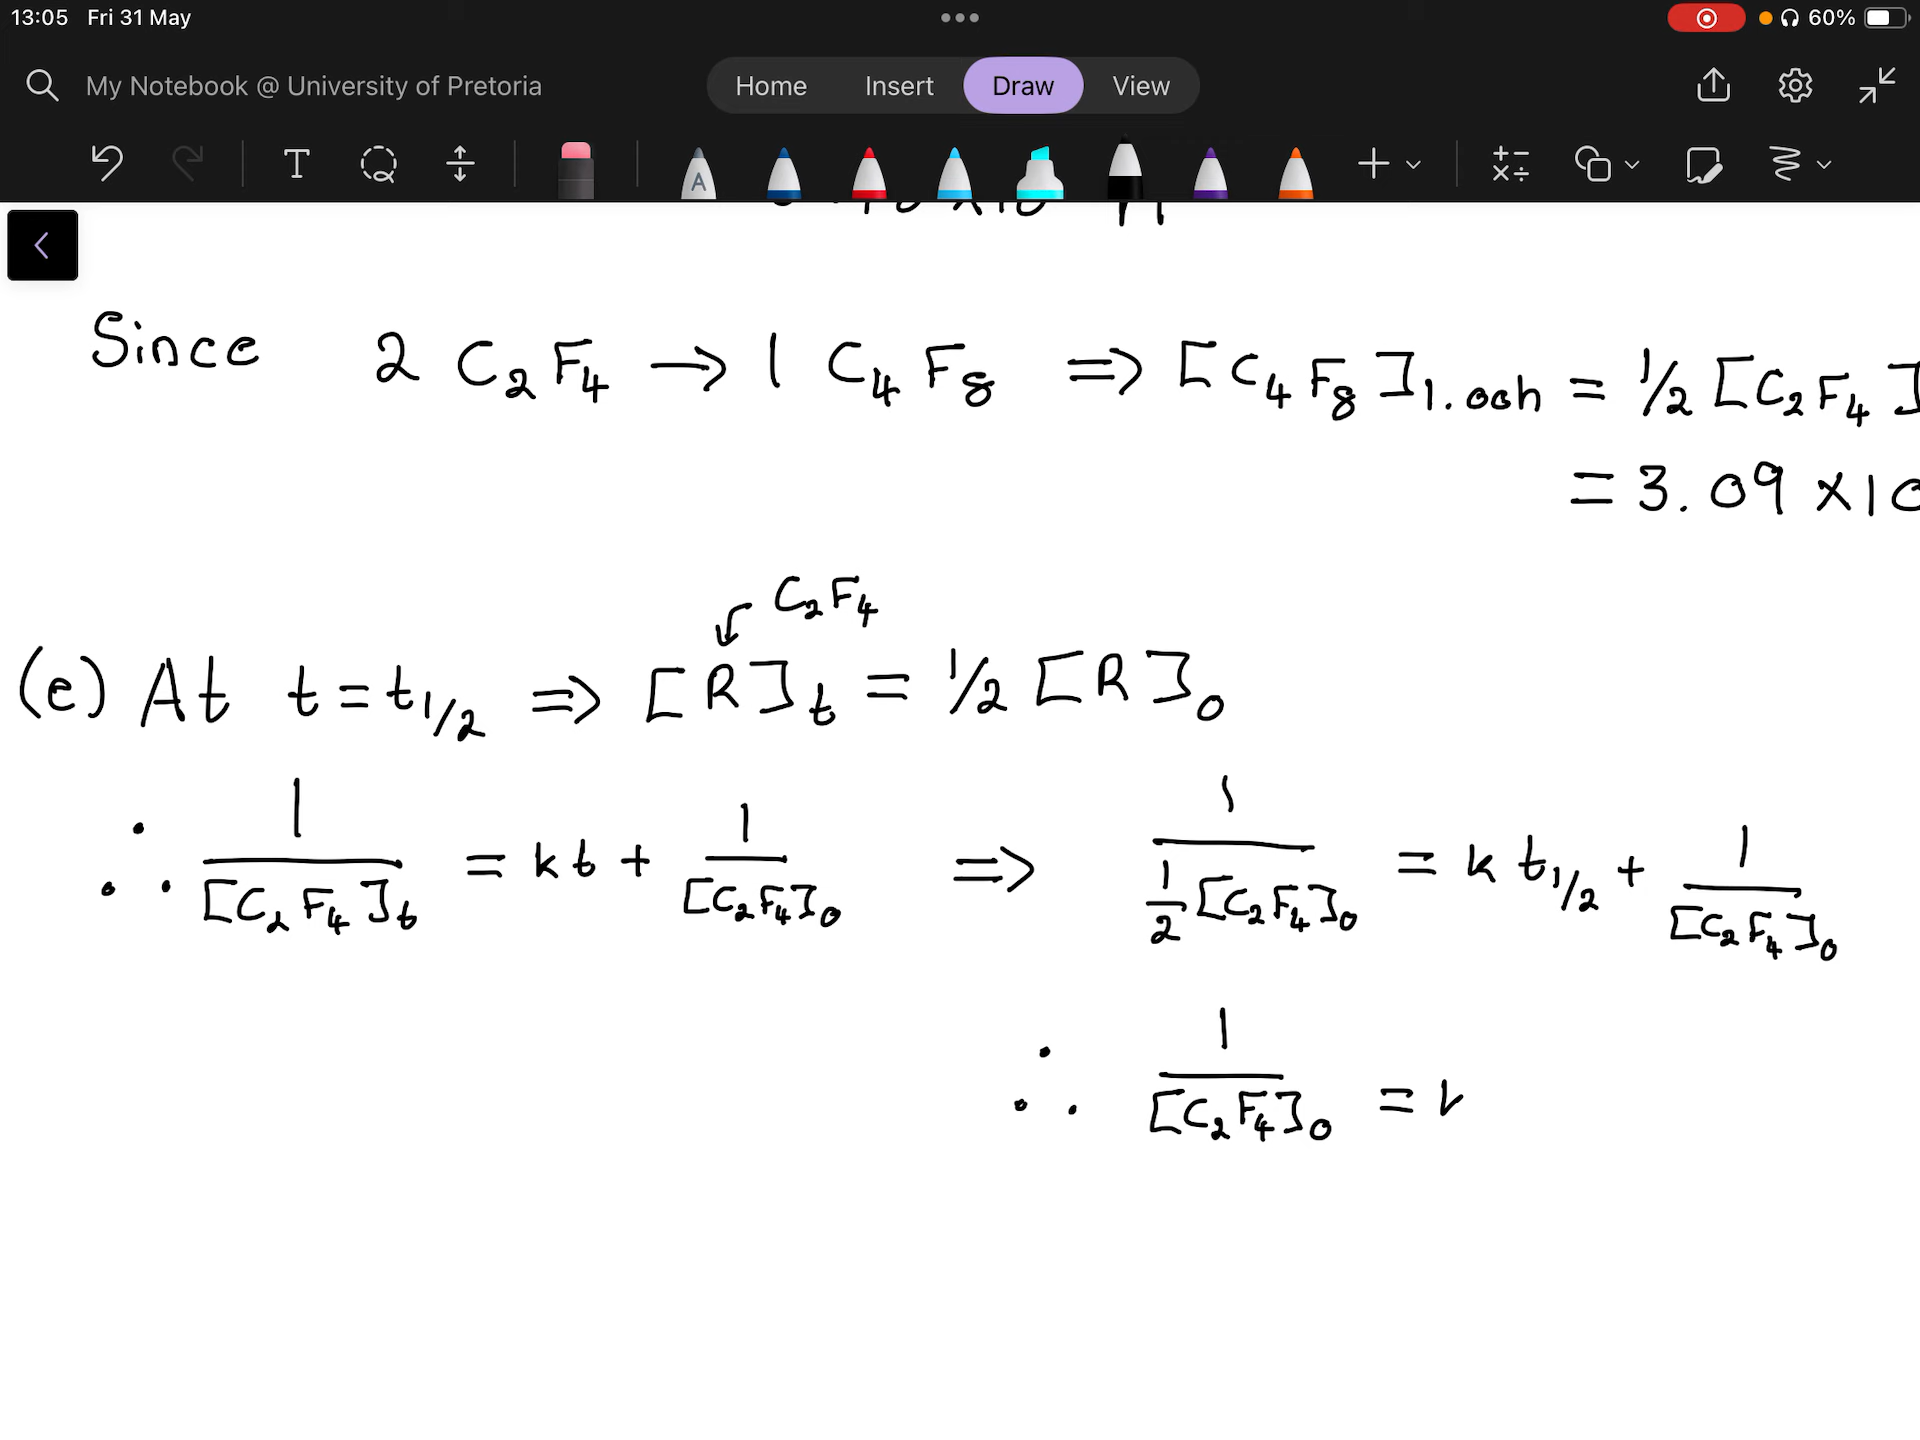 13:05 Fri 31 May 60%
My Notebook @ University of Pretoria Home Insert Draw View
T A
Since 2 C₂F₄ → 1 C₄F₈ ⇒ [C₄F₈]₁.₀₀ₕ = ½ [C₂F₄]
= 3.09 × 10
C₂F₄
(e) At t = t₁/₂ ⇒ [R]ₜ = ½ [R]₀
∴ 1/[C₂F₄]ₜ = kt + 1/[C₂F₄]₀ ⇒ 1/(½[C₂F₄]₀) = k t₁/₂ + 1/[C₂F₄]₀
∴ 1/[C₂F₄]₀ =